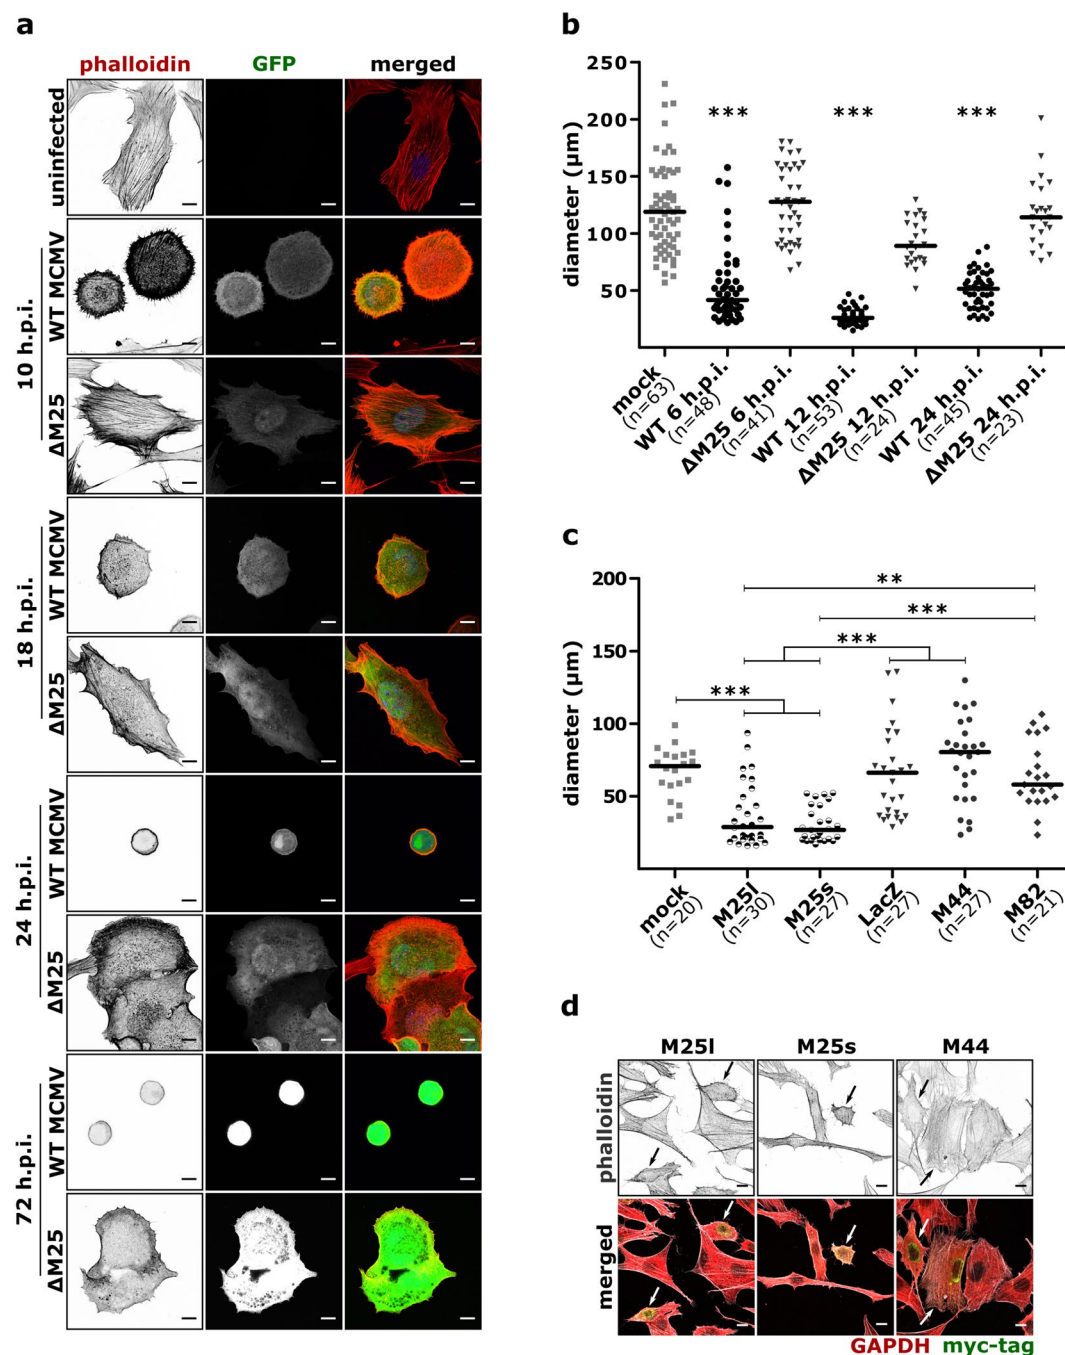 a
phalloidin GFP merged
uninfected
10 h.p.i.
WT MCMV
ΔM25
18 h.p.i.
WT MCMV
ΔM25
24 h.p.i.
WT MCMV
ΔM25
72 h.p.i.
WT MCMV
ΔM25
b
diameter (µm)
250
200
150
100
50
*** *** ***
mock
(n=63)
WT 6 h.p.i.
(n=48)
ΔM25 6 h.p.i.
(n=41)
WT 12 h.p.i.
(n=53)
ΔM25 12 h.p.i.
(n=24)
WT 24 h.p.i.
(n=45)
ΔM25 24 h.p.i.
(n=23)
c
diameter (µm)
200
150
100
50
**
***
***
***
mock
(n=20)
M25l
(n=30)
M25s
(n=27)
LacZ
(n=27)
M44
(n=27)
M82
(n=21)
d
M25l M25s M44
phalloidin
merged
GAPDH myc-tag